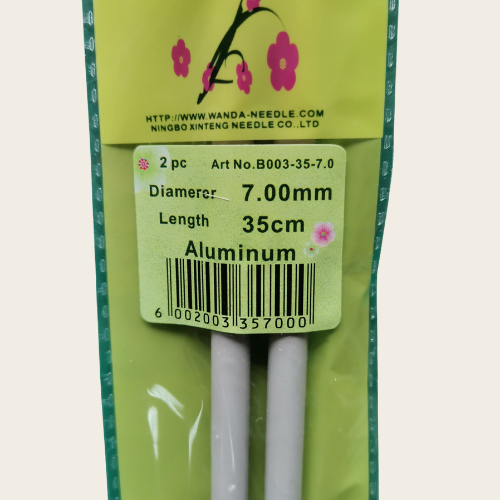 HTTP://WWW.WANDA-NEEDLE.COM
NINGBO XINTENG NEEDLE CO.,LTD
2 pc Art No.B003-35-7.0
Diamerer 7.00mm
Length 35cm
Aluminum
6 002003 357000